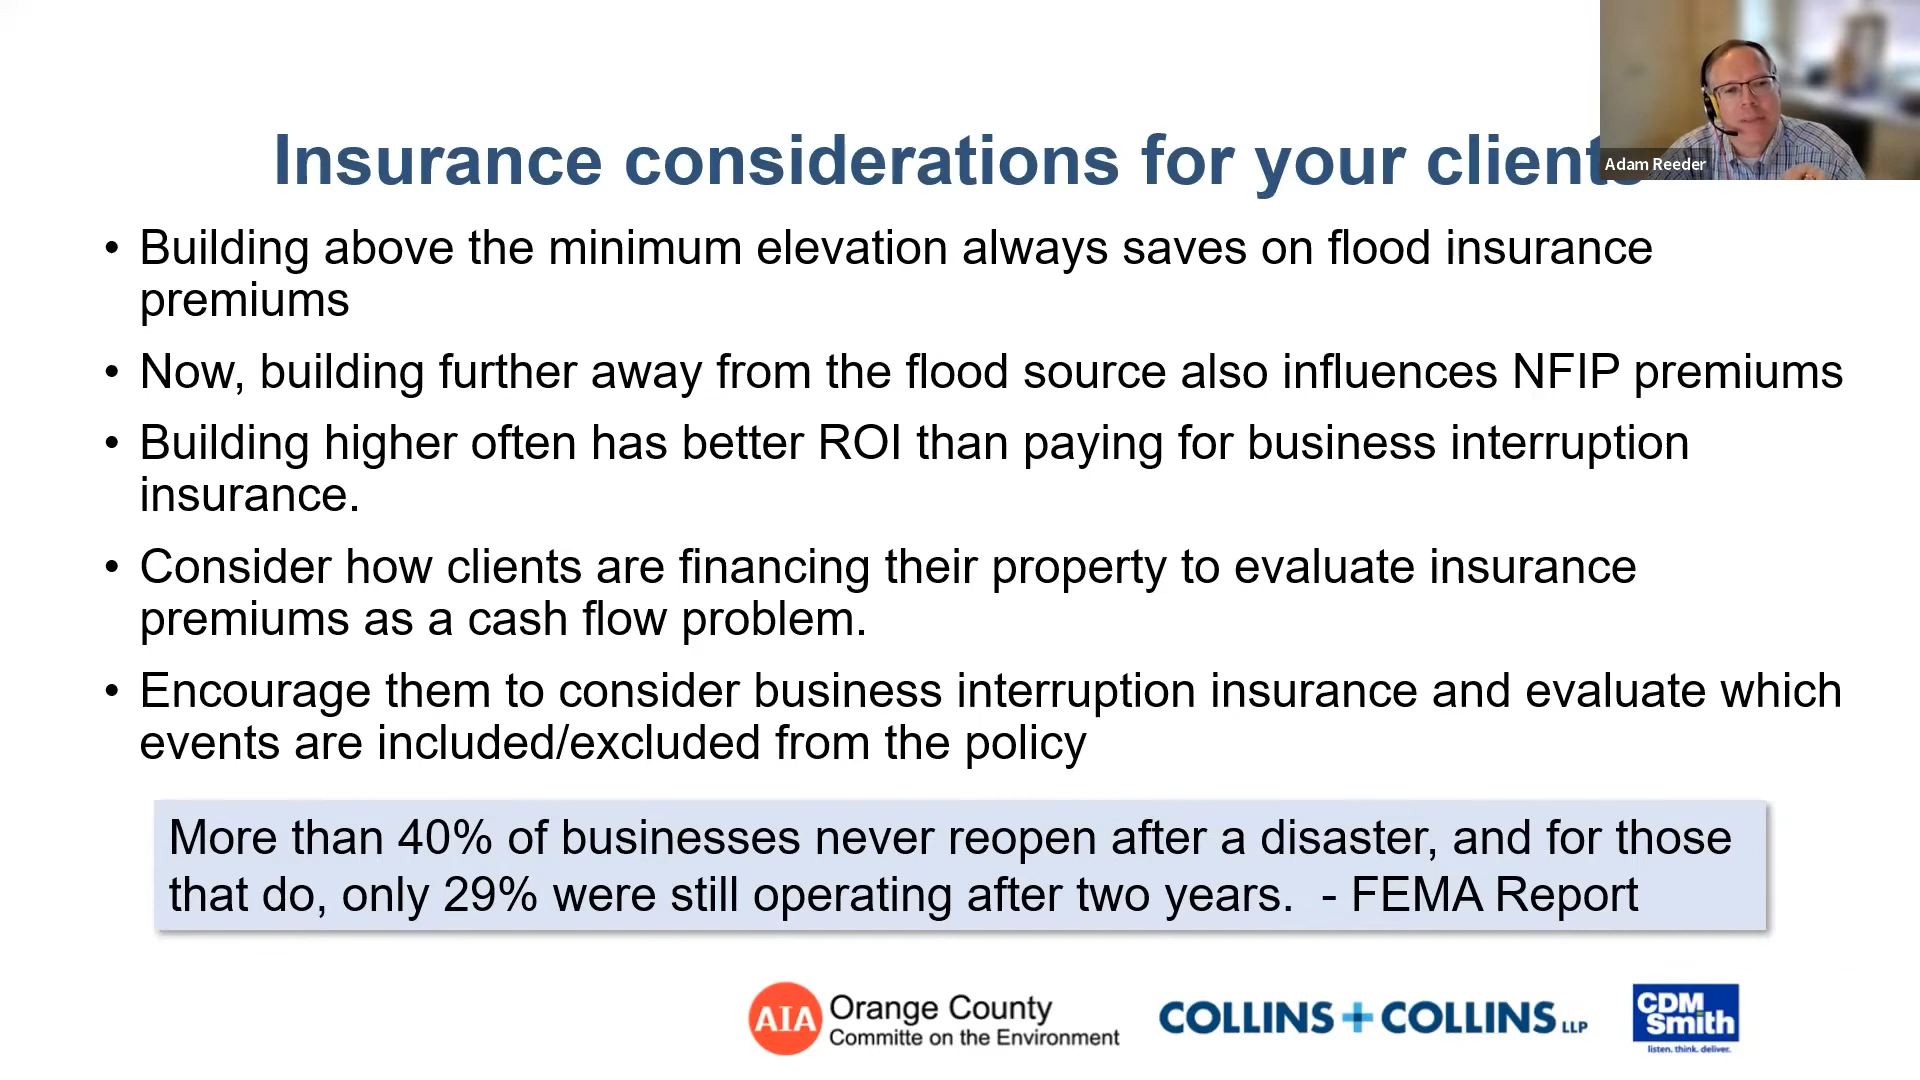 Insurance considerations for your clients
Adam Reeder
• Building above the minimum elevation always saves on flood insurance
premiums
• Now, building further away from the flood source also influences NFIP premiums
• Building higher often has better ROI than paying for business interruption
insurance.
• Consider how clients are financing their property to evaluate insurance
premiums as a cash flow problem.
• Encourage them to consider business interruption insurance and evaluate which
events are included/excluded from the policy
More than 40% of businesses never reopen after a disaster, and for those
that do, only 29% were still operating after two years. - FEMA Report
AIA Orange County
Committe on the Environment
COLLINS + COLLINS LLP
CDM
Smith
listen. think. deliver.